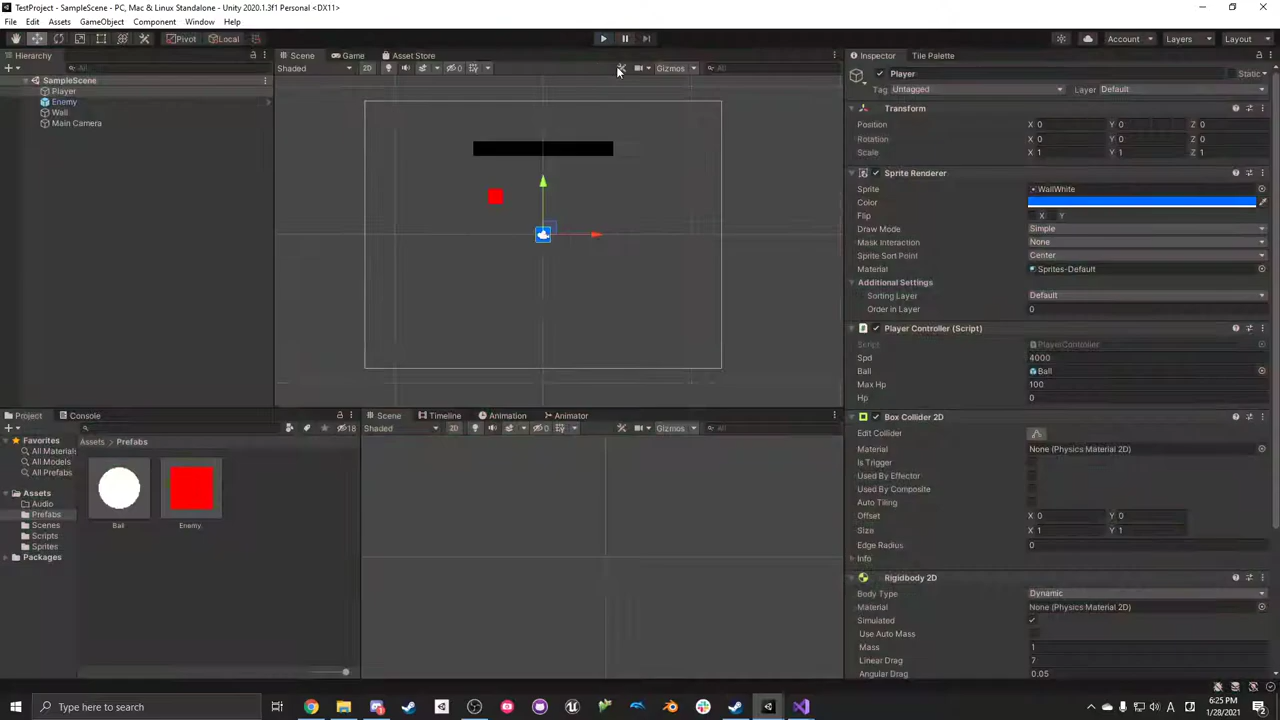 TestProject - SampleScene - PC, Mac & Linux Standalone - Unity 2020.1.3f1 Personal <DX11>
File Edit Assets GameObject Component Window Help
Pivot Local Account Layers Layout
Hierarchy
All
SampleScene
Player
Enemy
Wall
Main Camera
Scene Game Asset Store
Shaded 2D 0 Gizmos All
Inspector Tile Palette
Player Static
Tag Untagged Layer Default
Transform
Position X 0 Y 0 Z 0
Rotation X 0 Y 0 Z 0
Scale X 1 Y 1 Z 1
Sprite Renderer
Sprite WallWhite
Color
Flip X Y
Draw Mode Simple
Mask Interaction None
Sprite Sort Point Center
Material Sprites-Default
Additional Settings
Sorting Layer Default
Order in Layer 0
Player Controller (Script)
Script PlayerController
Spd 4000
Ball Ball
Max Hp 100
Hp 0
Box Collider 2D
Edit Collider
Material None (Physics Material 2D)
Is Trigger
Used By Effector
Used By Composite
Auto Tiling
Offset X 0 Y 0
Size X 1 Y 1
Edge Radius 0
Info
Rigidbody 2D
Body Type Dynamic
Material None (Physics Material 2D)
Simulated
Use Auto Mass
Mass 1
Linear Drag 7
Angular Drag 0.05
Project Console
18
Favorites
All Materials
All Models
All Prefabs
Assets
Audio
Prefabs
Scenes
Scripts
Sprites
Packages
Assets Prefabs
Ball Enemy
Scene Timeline Animation Animator
Shaded 2D 0 Gizmos All
Type here to search
6:25 PM
1/28/2021